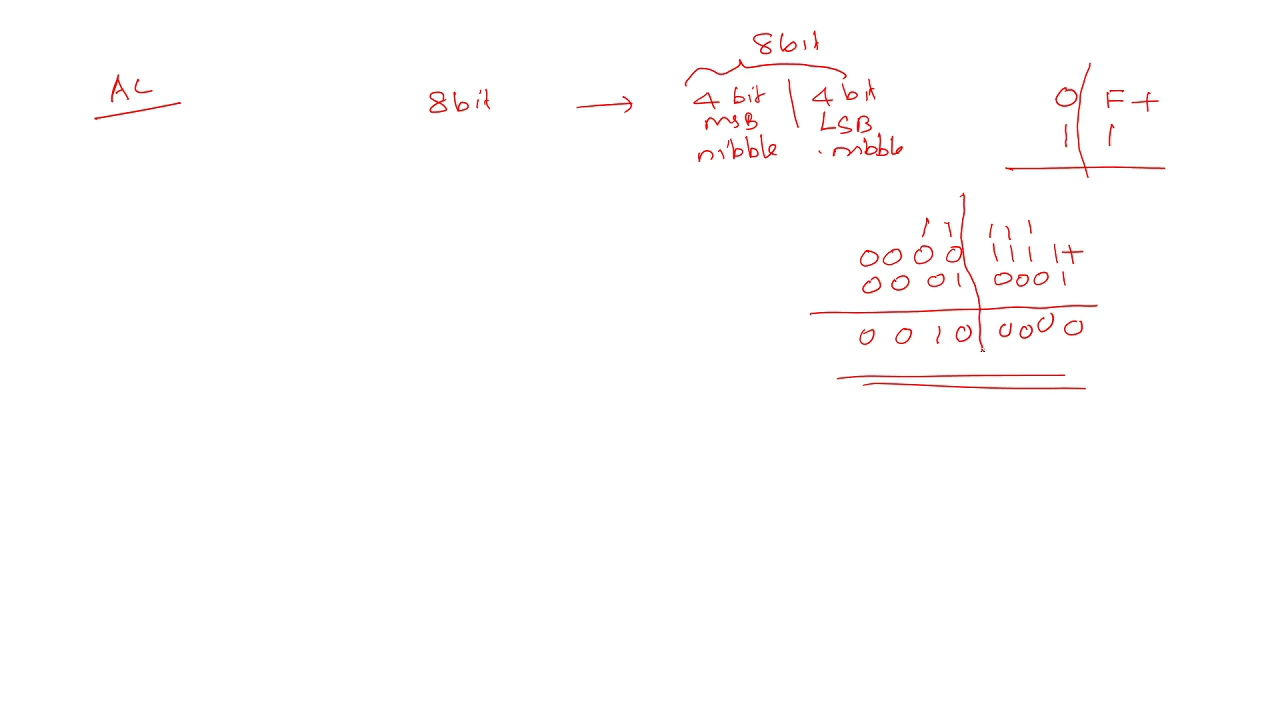 8bit
AC 8bit → 4 bit | 4 bit
msB LSB
nibble . nibble
0 F +
1 1
1 1 1 1 1
0 0 0 0 1 1 1 1 +
0 0 0 1 0 0 0 1
0 0 1 0 0 0 0 0